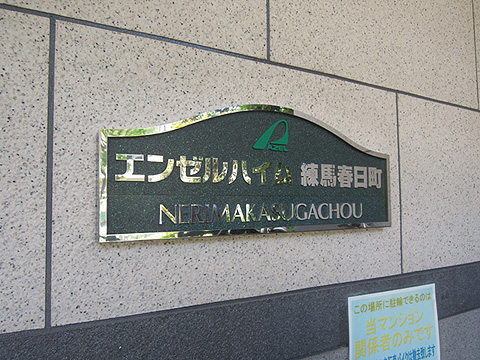 AZEL
エンゼルハイム 練馬春日町
NERIMAKASUGACHOU
この場所に駐輪できるのは
当マンション
関係者のみです